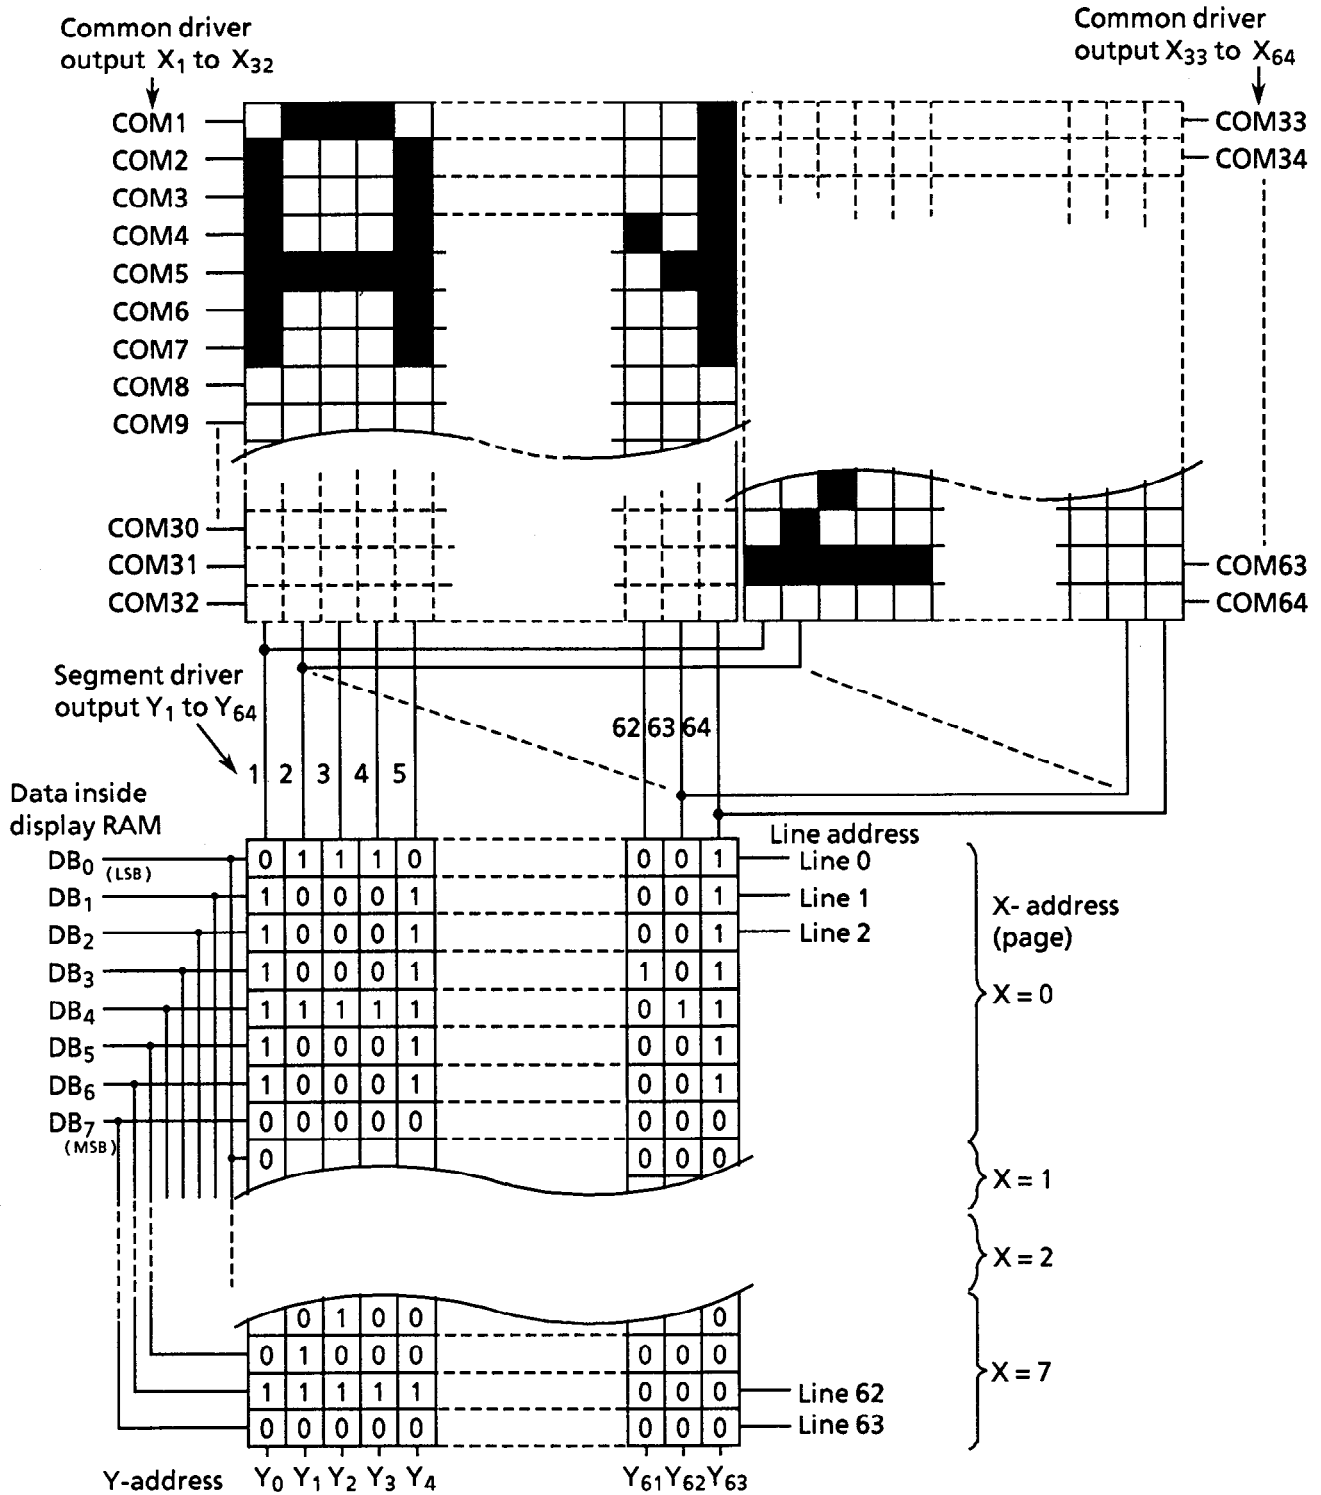 Common driver
output X1 to X32
Common driver
output X33 to X64
COM1
COM2
COM3
COM4
COM5
COM6
COM7
COM8
COM9
COM30
COM31
COM32
COM33
COM34
COM63
COM64
Segment driver
output Y1 to Y64
1 2 3 4 5
62 63 64
Data inside
display RAM
Line address
DB0 (LSB) 0 1 1 1 0 0 0 1 Line 0
DB1 1 0 0 0 1 0 0 1 Line 1
DB2 1 0 0 0 1 0 0 1 Line 2
DB3 1 0 0 0 1 1 0 1
DB4 1 1 1 1 1 0 1 1
DB5 1 0 0 0 1 0 0 1
DB6 1 0 0 0 1 0 0 1
DB7 (MSB) 0 0 0 0 0 0 0 0
0 0 0 0
X- address
(page)
X = 0
X = 1
X = 2
0 1 0 0 0
0 1 0 0 0 0 0 0
1 1 1 1 1 0 0 0 Line 62
0 0 0 0 0 0 0 0 Line 63
X = 7
Y-address Y0 Y1 Y2 Y3 Y4 Y61 Y62 Y63